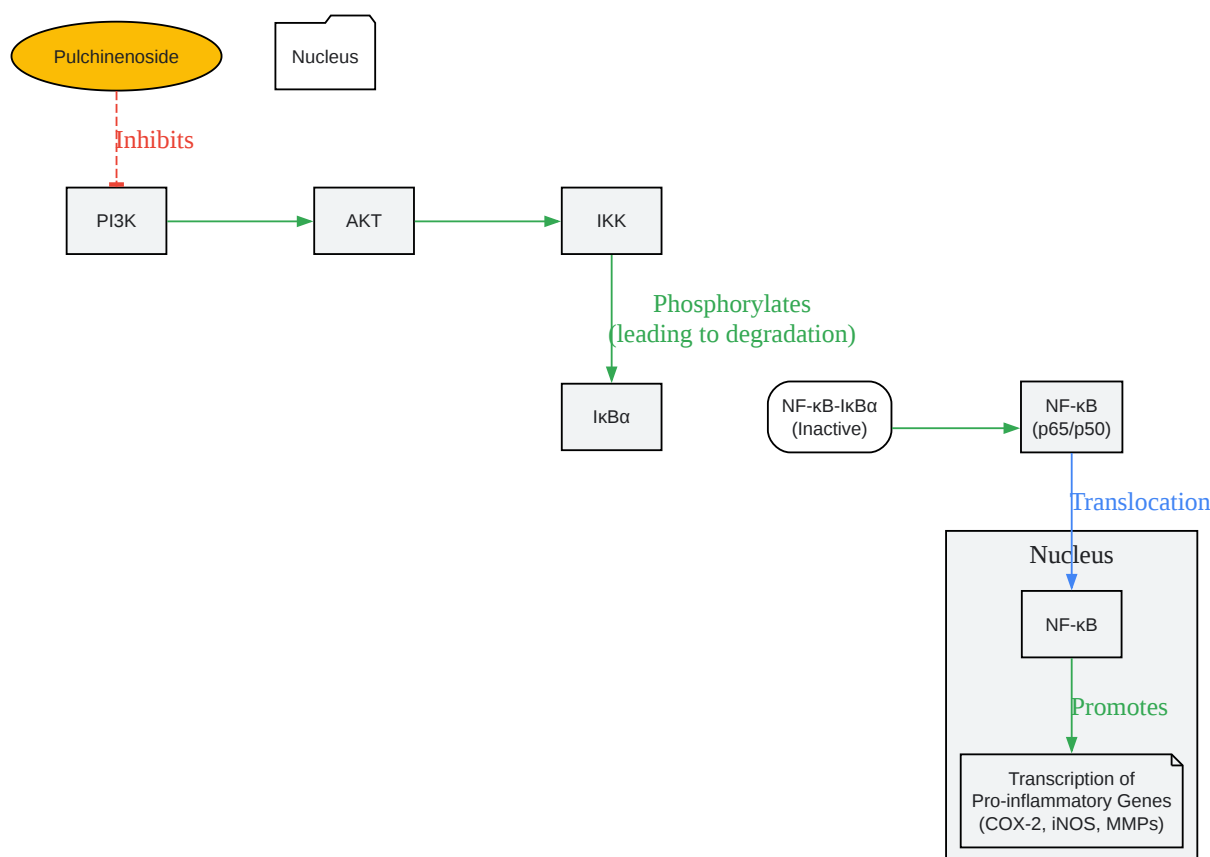 Pulchinenoside
Nucleus
Inhibits
PI3K
AKT
IKK
Phosphorylates
(leading to degradation)
IκBα
NF-κB-IκBα
(Inactive)
NF-κB
(p65/p50)
Translocation
Nucleus
NF-κB
Promotes
Transcription of
Pro-inflammatory Genes
(COX-2, iNOS, MMPs)